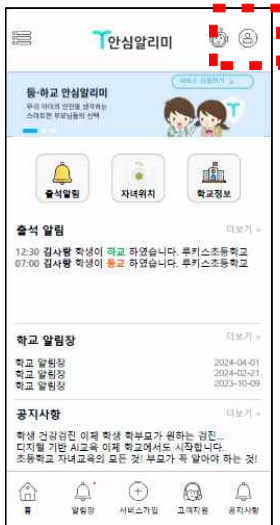 안심알리미
서비스 신청하기
등·하교 안심알리미
우리 아이의 안전을 생각하는
스마트한 부모님들의 선택
출석알림
자녀위치
학교정보
출석 알림
더보기 >
12:30 김사랑 학생이 하교 하였습니다. 루키스초등학교
07:00 김사랑 학생이 등교 하였습니다. 루키스초등학교
학교 알림장
더보기 >
학교 알림장 2024-04-01
학교 알림장 2024-02-21
학교 알림장 2023-10-09
공지사항
더보기 >
학생 건강검진 이제 학생 학부모가 원하는 검진...
디지털 기반 AI교육 이제 학교에서도 시작합니다.
초등학교 자녀교육의 모든 것! 부모가 꼭 알아야 하는 것!
홈
알림장
서비스가입
고객지원
공지사항